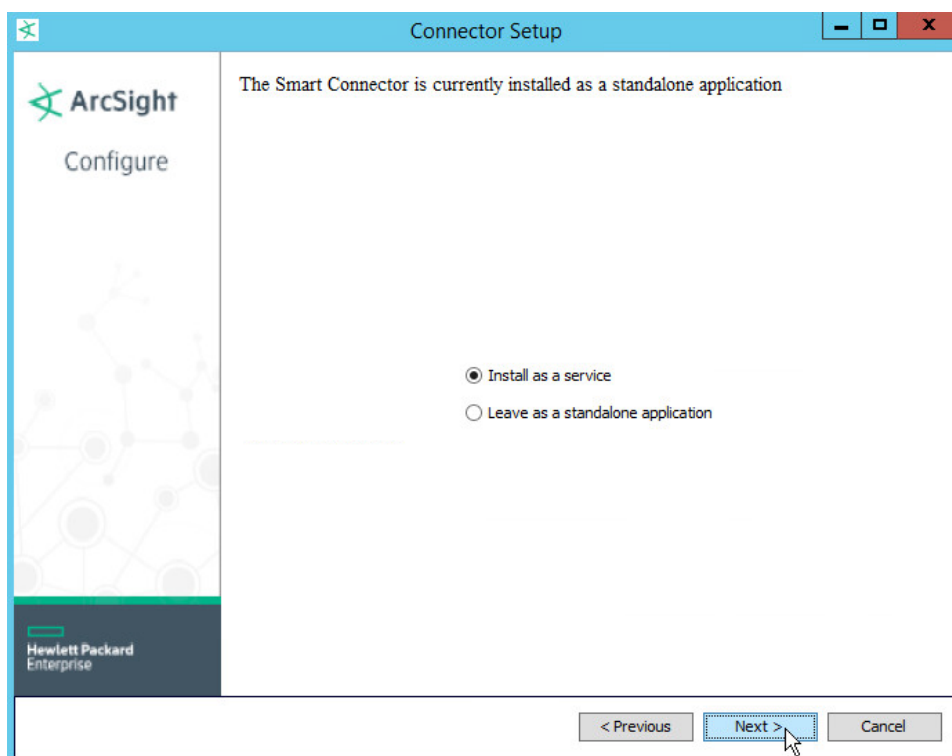 Connector Setup
X
ArcSight
Configure
The Smart Connector is currently installed as a standalone application
Install as a service
Leave as a standalone application
Hewlett Packard
Enterprise
< Previous
Next >
Cancel